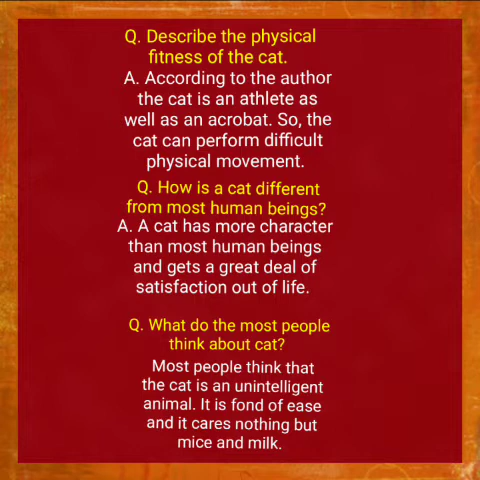 Q. Describe the physical
fitness of the cat.
A. According to the author
the cat is an athlete as
well as an acrobat. So, the
cat can perform difficult
physical movement.
Q. How is a cat different
from most human beings?
A. A cat has more character
than most human beings
and gets a great deal of
satisfaction out of life.
Q. What do the most people
think about cat?
Most people think that
the cat is an unintelligent
animal. It is fond of ease
and it cares nothing but
mice and milk.